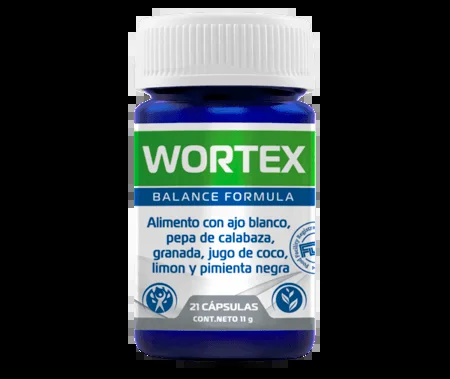 WORTEX
BALANCE FORMULA
Alimento con ajo blanco,
pepa de calabaza,
granada, jugo de coco,
limon y pimienta negra
21 CÁPSULAS
CONT.NETO 11 g